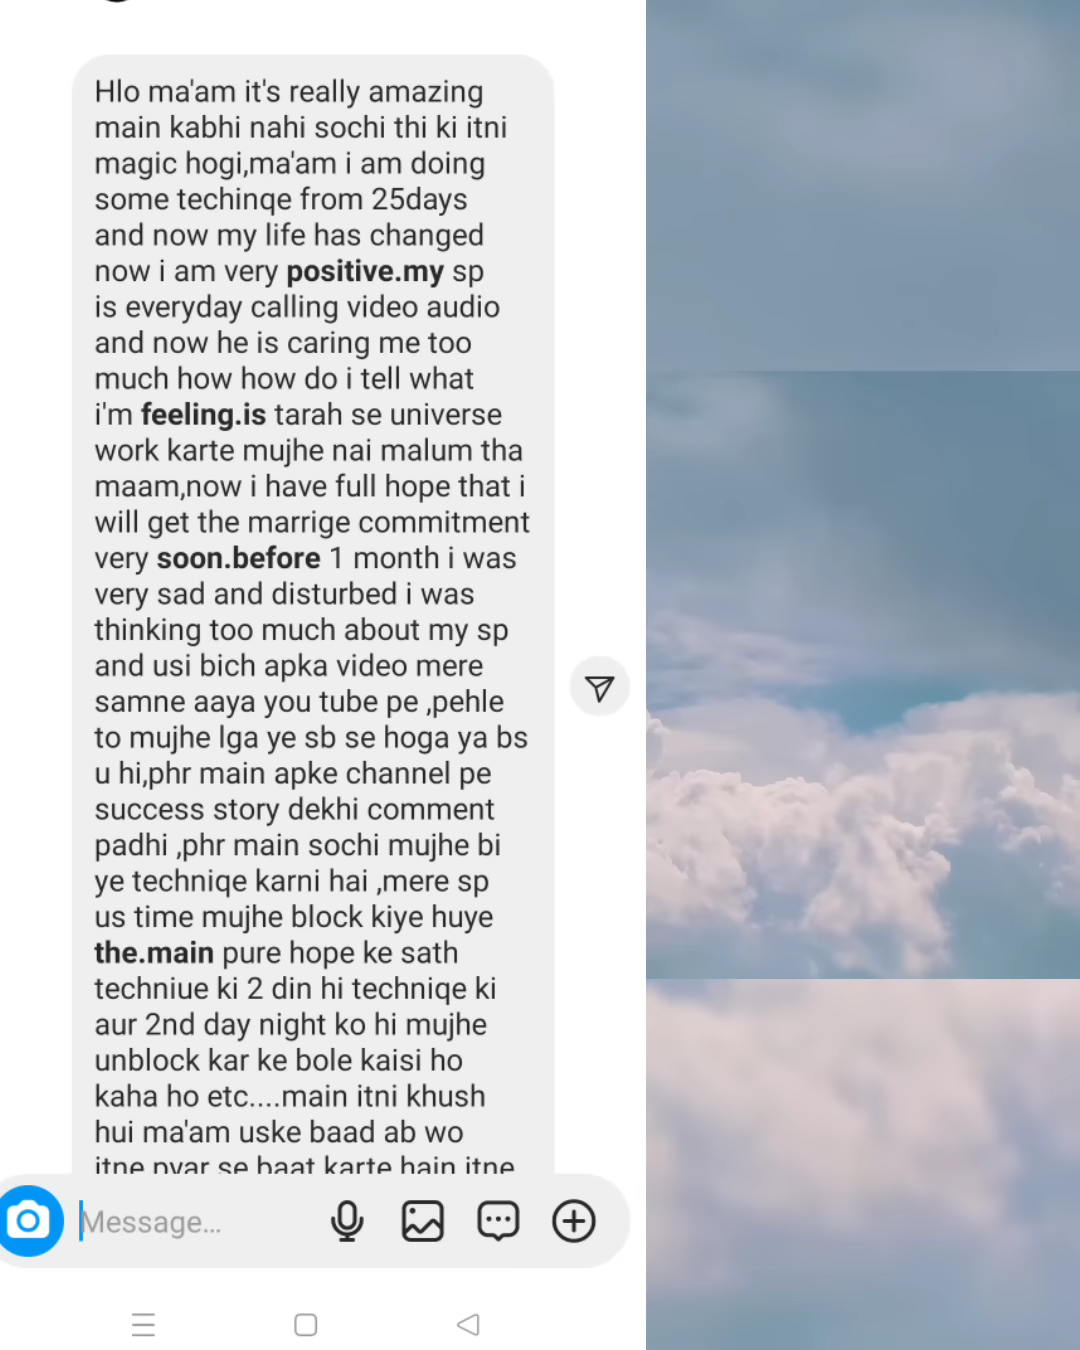 Hlo ma'am it's really amazing
main kabhi nahi sochi thi ki itni
magic hogi,ma'am i am doing
some techinqe from 25days
and now my life has changed
now i am very positive.my sp
is everyday calling video audio
and now he is caring me too
much how how do i tell what
i'm feeling.is tarah se universe
work karte mujhe nai malum tha
maam,now i have full hope that i
will get the marrige commitment
very soon.before 1 month i was
very sad and disturbed i was
thinking too much about my sp
and usi bich apka video mere
samne aaya you tube pe ,pehle
to mujhe lga ye sb se hoga ya bs
u hi,phr main apke channel pe
success story dekhi comment
padhi ,phr main sochi mujhe bi
ye techniqe karni hai ,mere sp
us time mujhe block kiye huye
the.main pure hope ke sath
techniue ki 2 din hi techniqe ki
aur 2nd day night ko hi mujhe
unblock kar ke bole kaisi ho
kaha ho etc....main itni khush
hui ma'am uske baad ab wo
itne pyar se baat karte hain itne
Message...